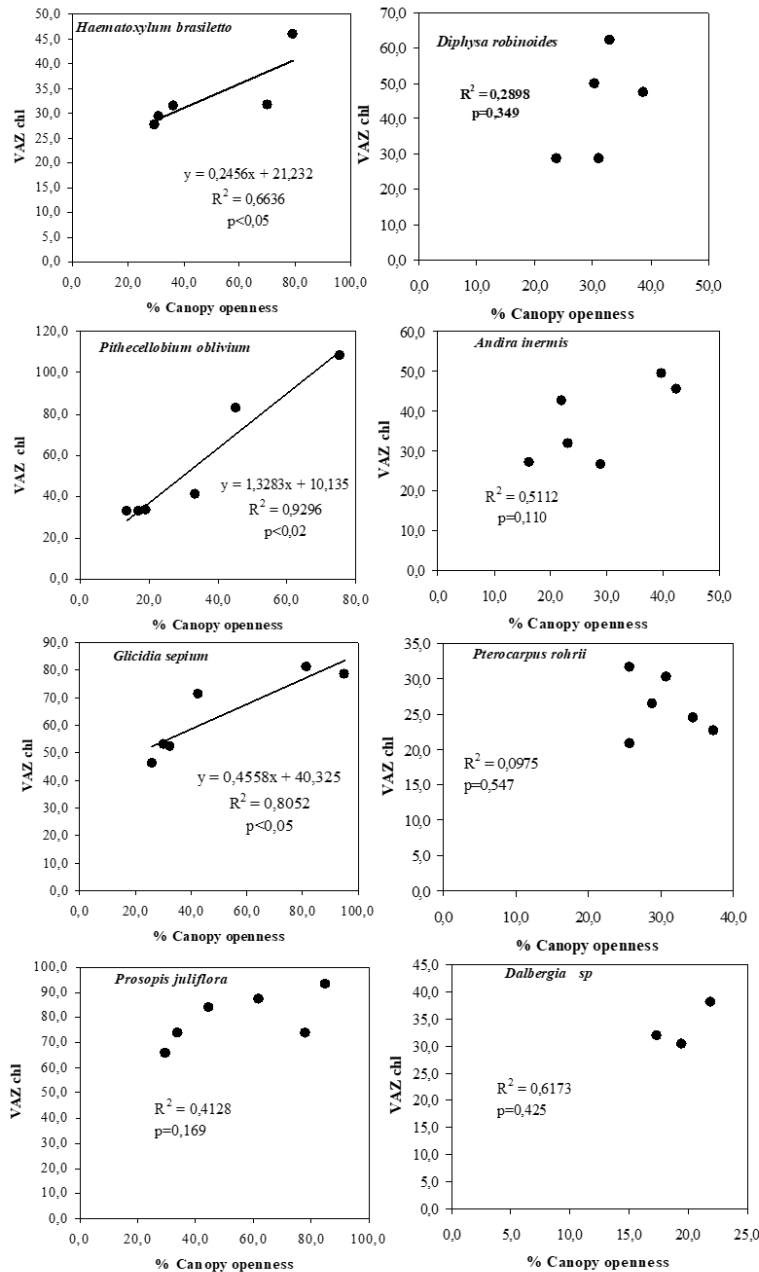 Haematoxylum brasiletto
VAZ chl
50,0
45,0
40,0
35,0
30,0
25,0
20,0
15,0
10,0
5,0
0,0
y = 0,2456x + 21,232
R² = 0,6636
p<0,05
0,0 20,0 40,0 60,0 80,0 100,0
% Canopy openness
Diphysa robinoides
VAZ chl
70,0
60,0
50,0
40,0
30,0
20,0
10,0
0,0
R² = 0,2898
p=0,349
0,0 10,0 20,0 30,0 40,0 50,0
% Canopy openness
Pithecellobium oblivium
VAZ chl
120,0
100,0
80,0
60,0
40,0
20,0
0,0
y = 1,3283x + 10,135
R² = 0,9296
p<0,02
0,0 20,0 40,0 60,0 80,0
% Canopy openness
Andira inermis
VAZ chl
60,0
50,0
40,0
30,0
20,0
10,0
0,0
R² = 0,5112
p=0,110
0,0 10,0 20,0 30,0 40,0 50,0
% Canopy openness
Glicidia sepium
VAZ chl
90,0
80,0
70,0
60,0
50,0
40,0
30,0
20,0
10,0
0,0
y = 0,4558x + 40,325
R² = 0,8052
p<0,05
0,0 20,0 40,0 60,0 80,0 100,0
% Canopy openness
Pterocarpus rohrii
VAZ chl
35,0
30,0
25,0
20,0
15,0
10,0
5,0
0,0
R² = 0,0975
p=0,547
0,0 10,0 20,0 30,0 40,0
% Canopy openness
Prosopis juliflora
VAZ chl
100,0
90,0
80,0
70,0
60,0
50,0
40,0
30,0
20,0
10,0
0,0
R² = 0,4128
p=0,169
0,0 20,0 40,0 60,0 80,0 100,0
% Canopy openness
Dalbergia sp
VAZ chl
45,0
40,0
35,0
30,0
25,0
20,0
15,0
10,0
5,0
0,0
R² = 0,6173
p=0,425
0,0 5,0 10,0 15,0 20,0 25,0
% Canopy openness